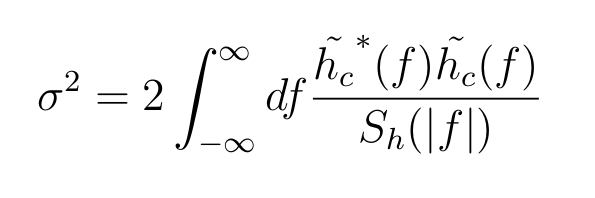 σ² = 2 ∫_{-∞}^{∞} df \frac{\tilde{h_c}^*(f)\tilde{h_c}(f)}{S_h(|f|)}